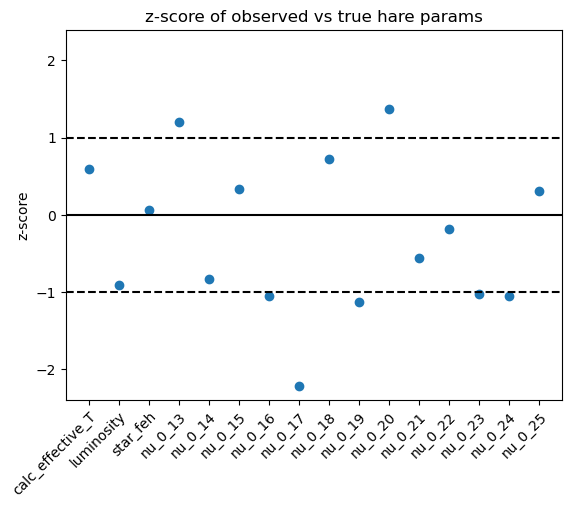 z-score of observed vs true hare params
z-score
2
1
0
−1
−2
calc_effective_T
luminosity
star_feh
nu_0_13
nu_0_14
nu_0_15
nu_0_16
nu_0_17
nu_0_18
nu_0_19
nu_0_20
nu_0_21
nu_0_22
nu_0_23
nu_0_24
nu_0_25